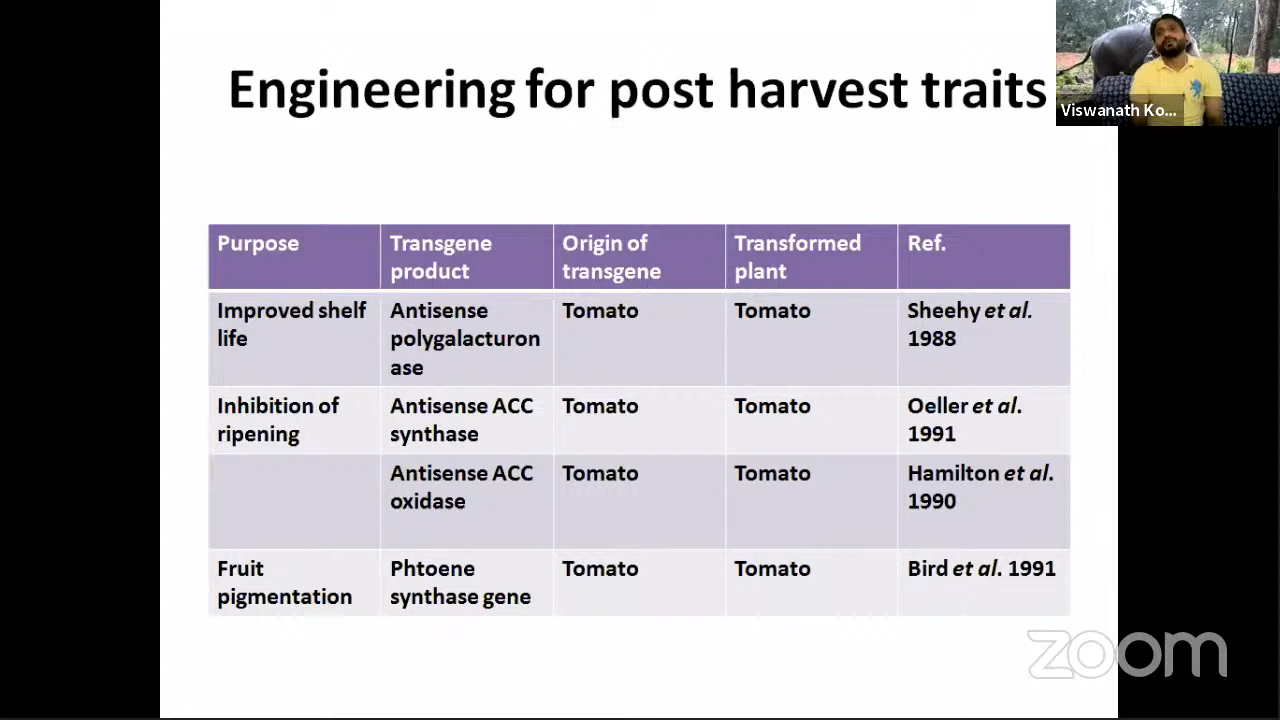 Engineering for post harvest traits
Viswanath Ko...
Purpose
Transgene
product
Origin of
transgene
Transformed
plant
Ref.
Improved shelf
life
Antisense
polygalacturon
ase
Tomato
Tomato
Sheehy et al.
1988
Inhibition of
ripening
Antisense ACC
synthase
Tomato
Tomato
Oeller et al.
1991
Antisense ACC
oxidase
Tomato
Tomato
Hamilton et al.
1990
Fruit
pigmentation
Phtoene
synthase gene
Tomato
Tomato
Bird et al. 1991
zoom